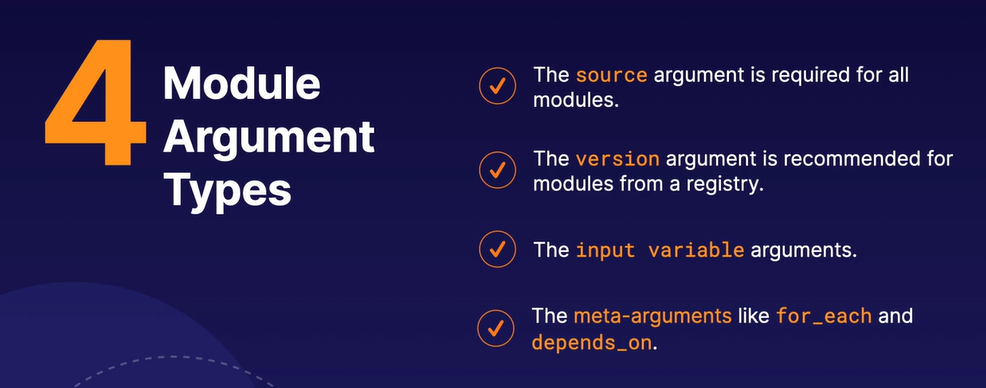 4
Module
Argument
Types
The source argument is required for all
modules.
The version argument is recommended for
modules from a registry.
The input variable arguments.
The meta-arguments like for_each and
depends_on.